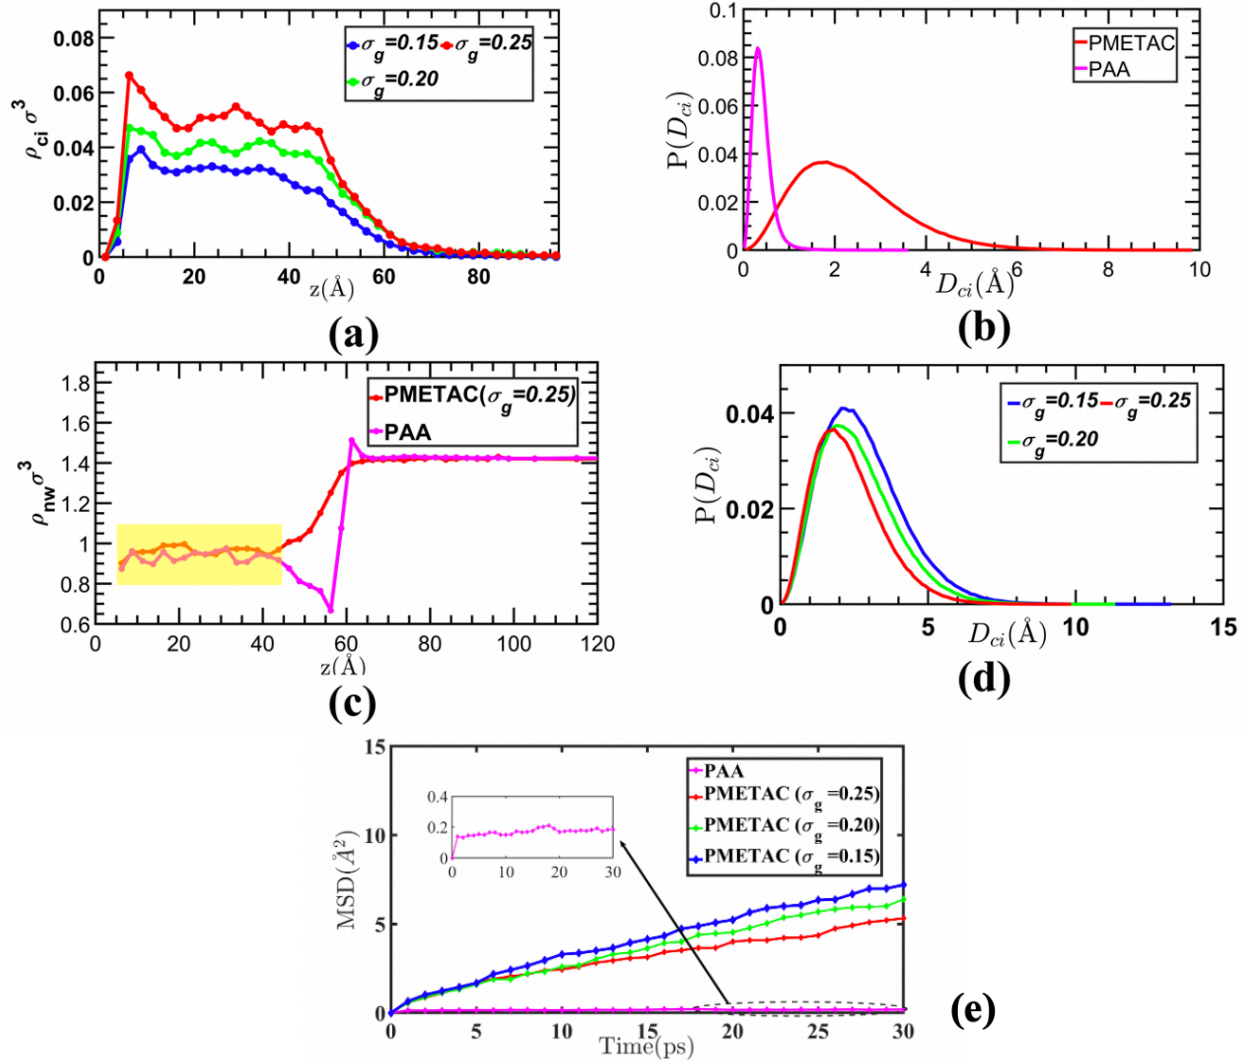 0.08
0.06
0.04
0.02
0
ρci σ³
σg=0.15 σg=0.25
σg=0.20
20 40 60 80
z(Å)
(a)
0.1
0.08
0.06
0.04
0.02
0
P(Dci)
PMETAC
PAA
0 2 4 6 8 10
Dci(Å)
(b)
1.8
1.6
1.4
1.2
1
0.8
0.6
ρnwσ³
PMETAC(σg=0.25)
PAA
0 20 40 60 80 100 120
z(Å)
(c)
0.04
0.02
0
P(Dci)
σg=0.15 σg=0.25
σg=0.20
0 5 10 15
Dci(Å)
(d)
15
10
5
0
MSD(Å²)
PAA
PMETAC (σg =0.25)
PMETAC (σg =0.20)
PMETAC (σg =0.15)
0.4
0.2
0
0 10 20 30
0 5 10 15 20 25 30
Time(ps)
(e)